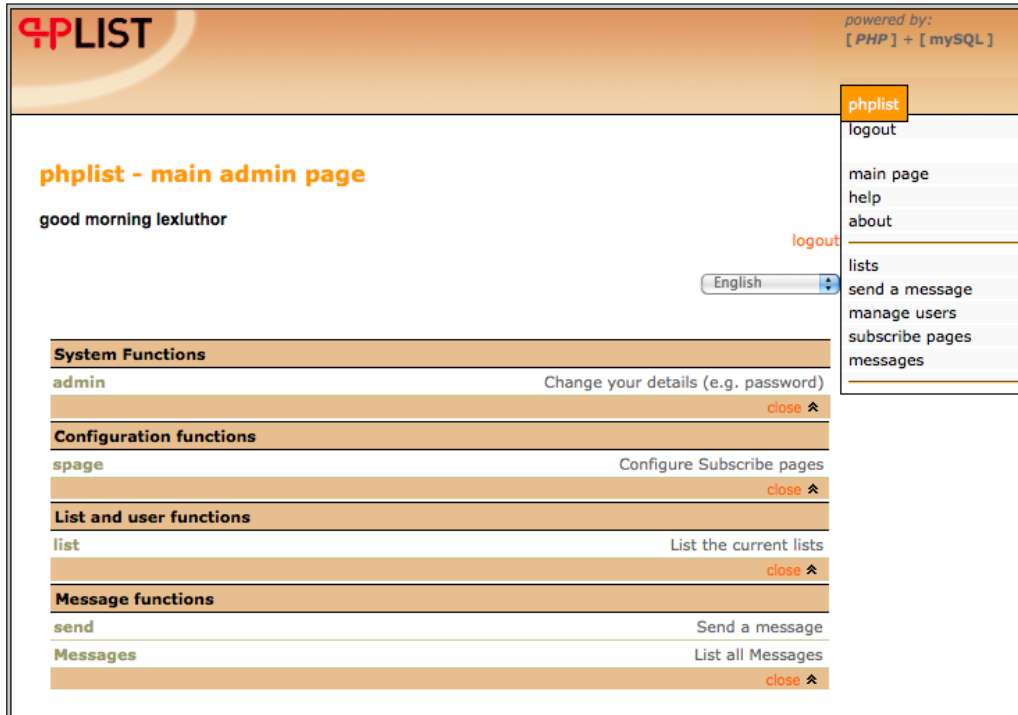 PHPLIST
powered by:
[ PHP ] + [ mySQL ]
phplist
logout
main page
help
about
lists
send a message
manage users
subscribe pages
messages
phplist - main admin page
good morning lexluthor
logout
English
System Functions
admin Change your details (e.g. password)
close
Configuration functions
spage Configure Subscribe pages
close
List and user functions
list List the current lists
close
Message functions
send Send a message
Messages List all Messages
close